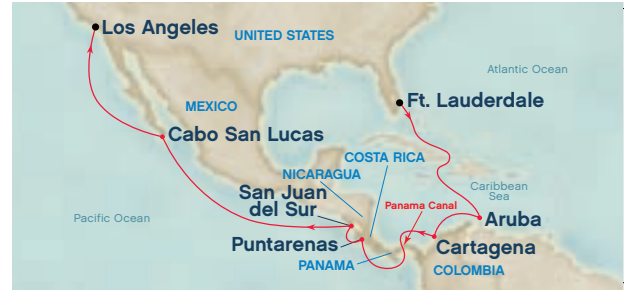 Los Angeles
UNITED STATES
Atlantic Ocean
Ft. Lauderdale
MEXICO
Cabo San Lucas
COSTA RICA
NICARAGUA
Caribbean
Sea
San Juan
del Sur
Panama Canal
Pacific Ocean
Aruba
Puntarenas
Cartagena
PANAMA
COLOMBIA